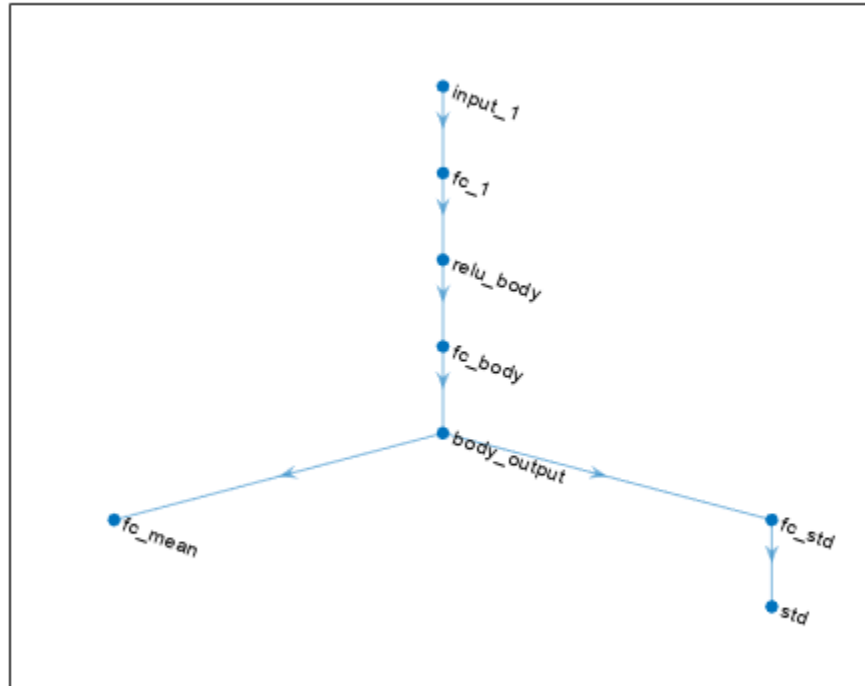 input_1
fc_1
relu_body
fc_body
body_output
fc_mean
fc_std
std